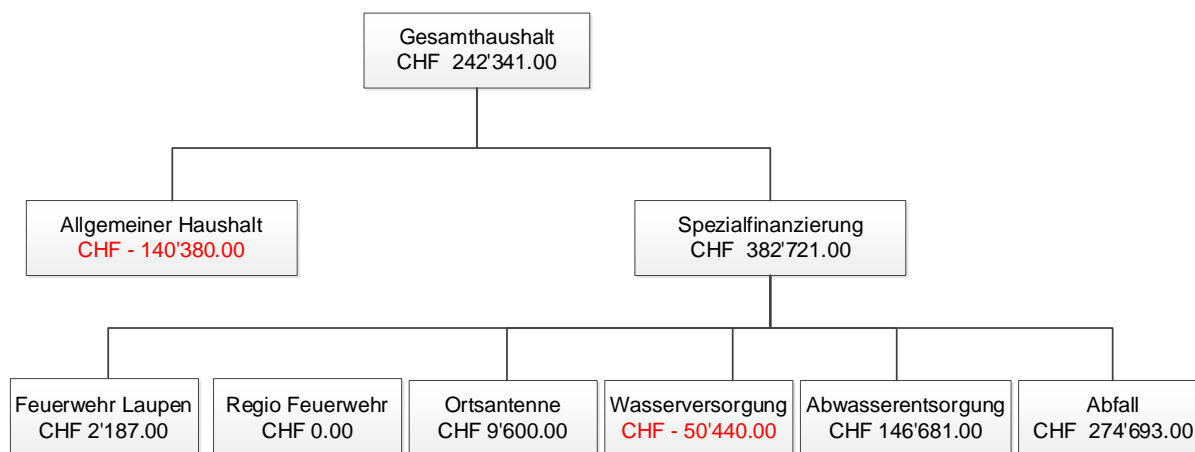 Gesamthaushalt
CHF 242'341.00
Allgemeiner Haushalt
CHF - 140'380.00
Spezialfinanzierung
CHF 382'721.00
Feuerwehr Laupen
CHF 2'187.00
Regio Feuerwehr
CHF 0.00
Ortsantenne
CHF 9'600.00
Wasserversorgung
CHF - 50'440.00
Abwasserentsorgung
CHF 146'681.00
Abfall
CHF 274'693.00